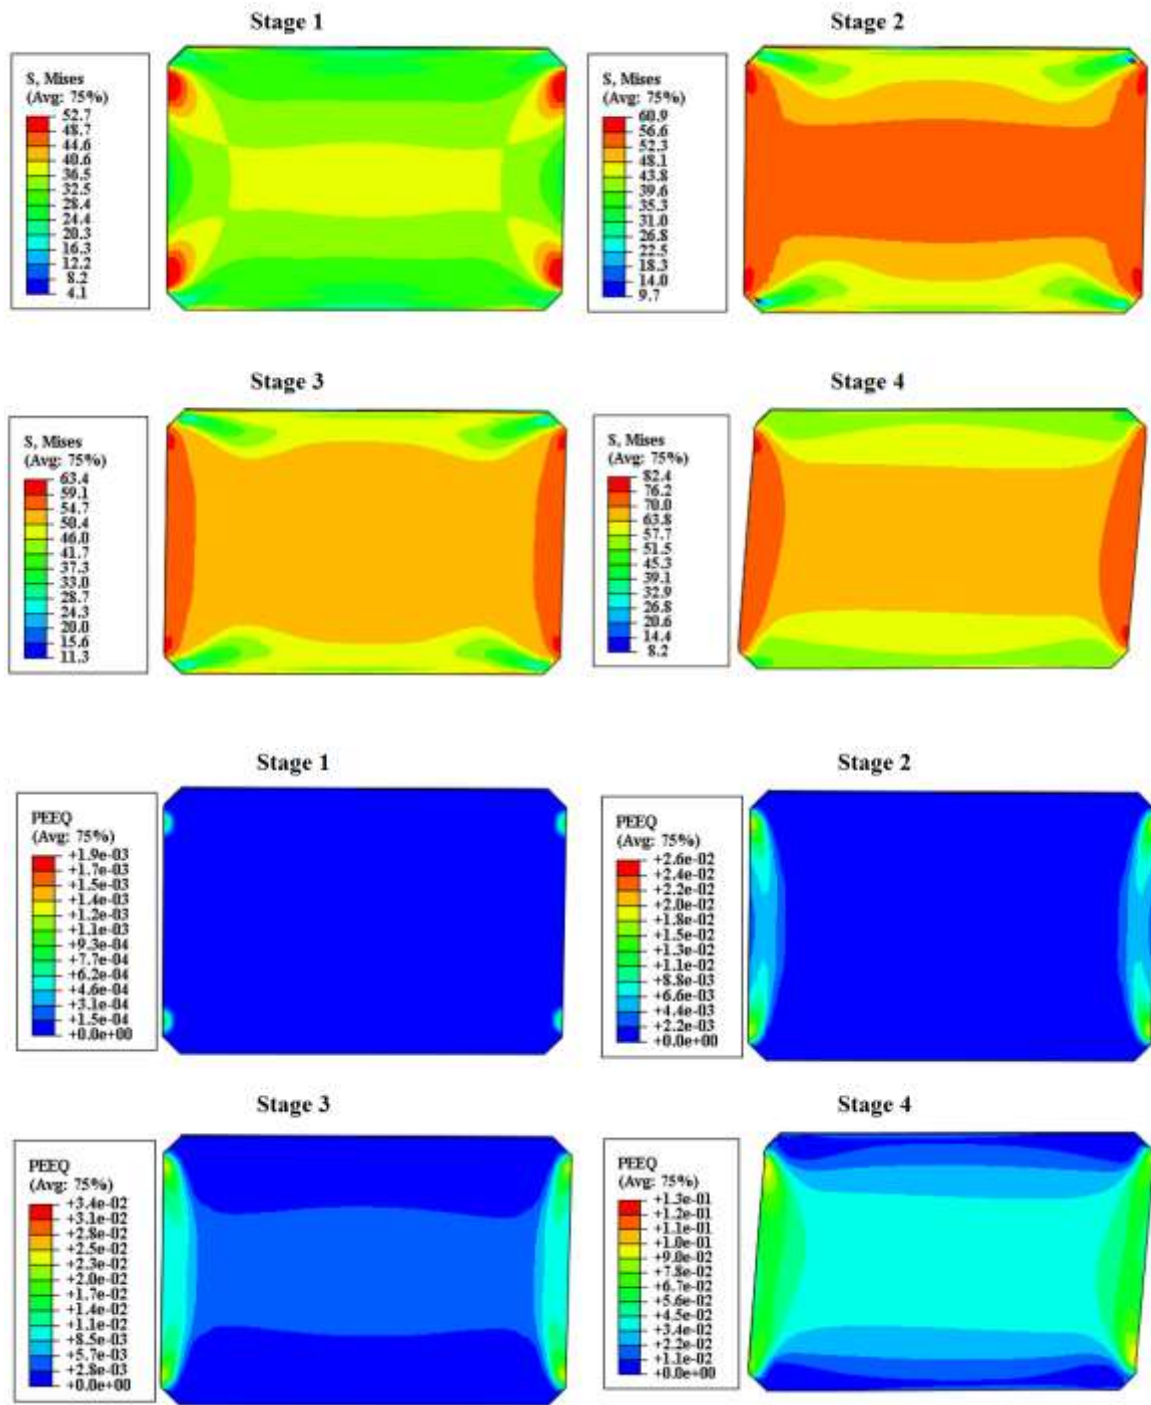 Stage 1
S, Mises
(Avg: 75%)
52.7
48.7
44.6
40.6
36.5
32.5
28.4
24.4
20.3
16.3
12.2
8.2
4.1
Stage 2
S, Mises
(Avg: 75%)
60.9
56.6
52.3
48.1
43.8
39.6
35.3
31.0
26.8
22.5
18.3
14.0
9.7
Stage 3
S, Mises
(Avg: 75%)
63.4
59.1
54.7
50.4
46.0
41.7
37.3
33.0
28.7
24.3
20.0
15.6
11.3
Stage 4
S, Mises
(Avg: 75%)
82.4
76.2
70.0
63.8
57.7
51.5
45.3
39.1
32.9
26.8
20.6
14.4
8.2
Stage 1
PEEQ
(Avg: 75%)
+1.9e-03
+1.7e-03
+1.5e-03
+1.4e-03
+1.2e-03
+1.1e-03
+9.3e-04
+7.7e-04
+6.2e-04
+4.6e-04
+3.1e-04
+1.5e-04
+0.0e+00
Stage 2
PEEQ
(Avg: 75%)
+2.6e-02
+2.4e-02
+2.2e-02
+2.0e-02
+1.8e-02
+1.5e-02
+1.3e-02
+1.1e-02
+8.8e-03
+6.6e-03
+4.4e-03
+2.2e-03
+0.0e+00
Stage 3
PEEQ
(Avg: 75%)
+3.4e-02
+3.1e-02
+2.8e-02
+2.5e-02
+2.3e-02
+2.0e-02
+1.7e-02
+1.4e-02
+1.1e-02
+8.5e-03
+5.7e-03
+2.8e-03
+0.0e+00
Stage 4
PEEQ
(Avg: 75%)
+1.3e-01
+1.2e-01
+1.1e-01
+1.0e-01
+9.0e-02
+7.8e-02
+6.7e-02
+5.6e-02
+4.5e-02
+3.4e-02
+2.2e-02
+1.1e-02
+0.0e+00